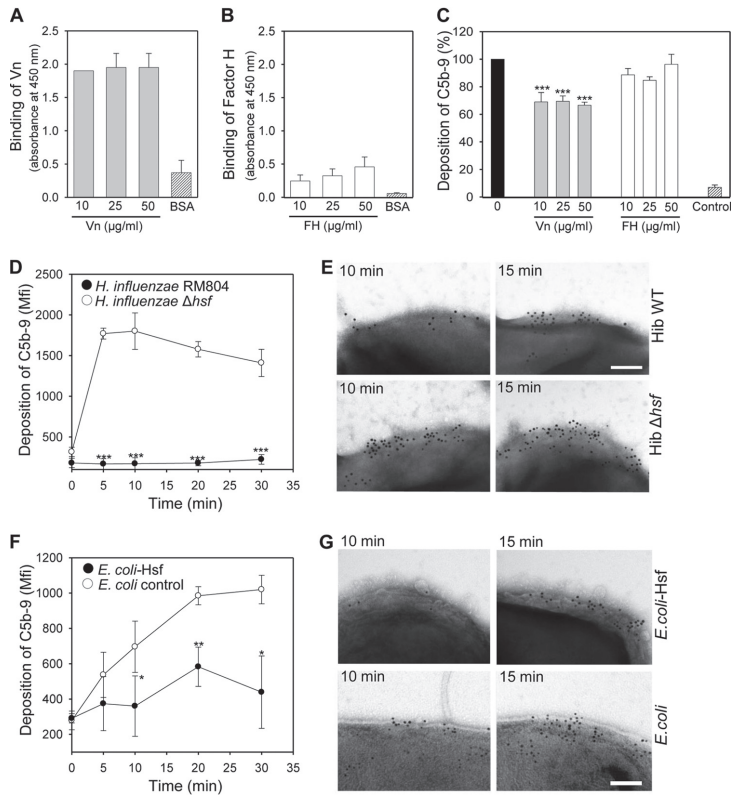 A
Binding of Vn
(absorbance at 450 nm)
2.5
2.0
1.5
1.0
0.5
0.0
10 25 50 BSA
Vn (µg/ml)
B
Binding of Factor H
(absorbance at 450 nm)
2.5
2.0
1.5
1.0
0.5
0.0
10 25 50 BSA
FH (µg/ml)
C
Deposition of C5b-9 (%)
120
100
80
60
40
20
0
*** *** ***
0 10 25 50 10 25 50 Control
Vn (µg/ml) FH (µg/ml)
D
Deposition of C5b-9 (Mfi)
2500
2000
1500
1000
500
H. influenzae RM804
H. influenzae Δhsf
*** *** *** ***
0 5 10 15 20 25 30 35
Time (min)
E
10 min 15 min
Hib WT
10 min 15 min
Hib Δhsf
F
Deposition of C5b-9 (Mfi)
1200
1000
800
600
400
200
E. coli-Hsf
E. coli control
* ** *
0 5 10 15 20 25 30 35
Time (min)
G
10 min 15 min
E.coli-Hsf
10 min 15 min
E.coli